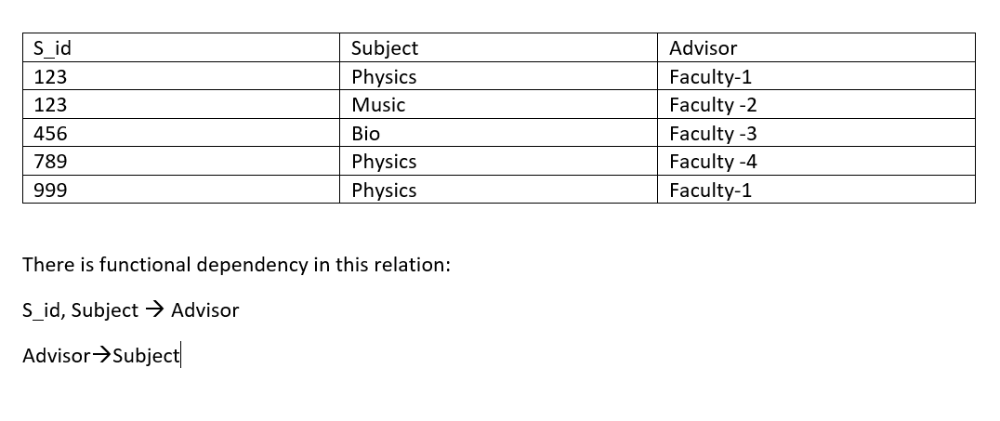 S_id Subject Advisor
123 Physics Faculty-1
123 Music Faculty -2
456 Bio Faculty -3
789 Physics Faculty -4
999 Physics Faculty-1
There is functional dependency in this relation:
S_id, Subject → Advisor
Advisor→Subject